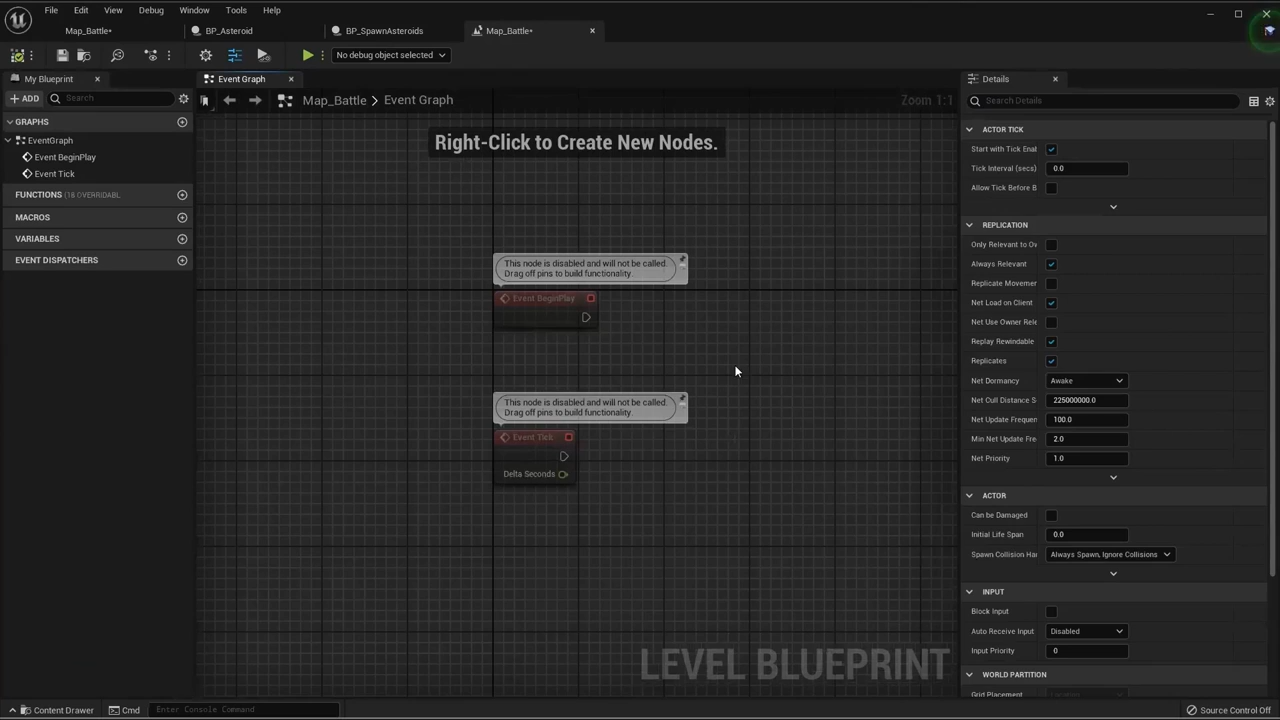 File Edit View Debug Window Tools Help
Map_Battle* BP_Asteroid BP_SpawnAsteroids Map_Battle*
No debug object selected
My Blueprint Event Graph Details
ADD Search Map_Battle > Event Graph Zoom 1:1 Search Details
Right-Click to Create New Nodes.
GRAPHS
EventGraph
Event BeginPlay
Event Tick
FUNCTIONS (18 OVERRIDABL
MACROS
VARIABLES
EVENT DISPATCHERS
This node is disabled and will not be called.
Drag off pins to build functionality.
Event BeginPlay
This node is disabled and will not be called.
Drag off pins to build functionality.
Event Tick
Delta Seconds
LEVEL BLUEPRINT
ACTOR TICK
Start with Tick Enab
Tick Interval (secs) 0.0
Allow Tick Before B
REPLICATION
Only Relevant to Ow
Always Relevant
Replicate Movemen
Net Load on Client
Net Use Owner Rele
Replay Rewindable
Replicates
Net Dormancy Awake
Net Cull Distance S 225000000.0
Net Update Frequen 100.0
Min Net Update Fre 2.0
Net Priority 1.0
ACTOR
Can be Damaged
Initial Life Span 0.0
Spawn Collision Han Always Spawn, Ignore Collisions
INPUT
Block Input
Auto Receive Input Disabled
Input Priority 0
WORLD PARTITION
Grid Placement
Content Drawer Cmd Enter Console Command Source Control Off